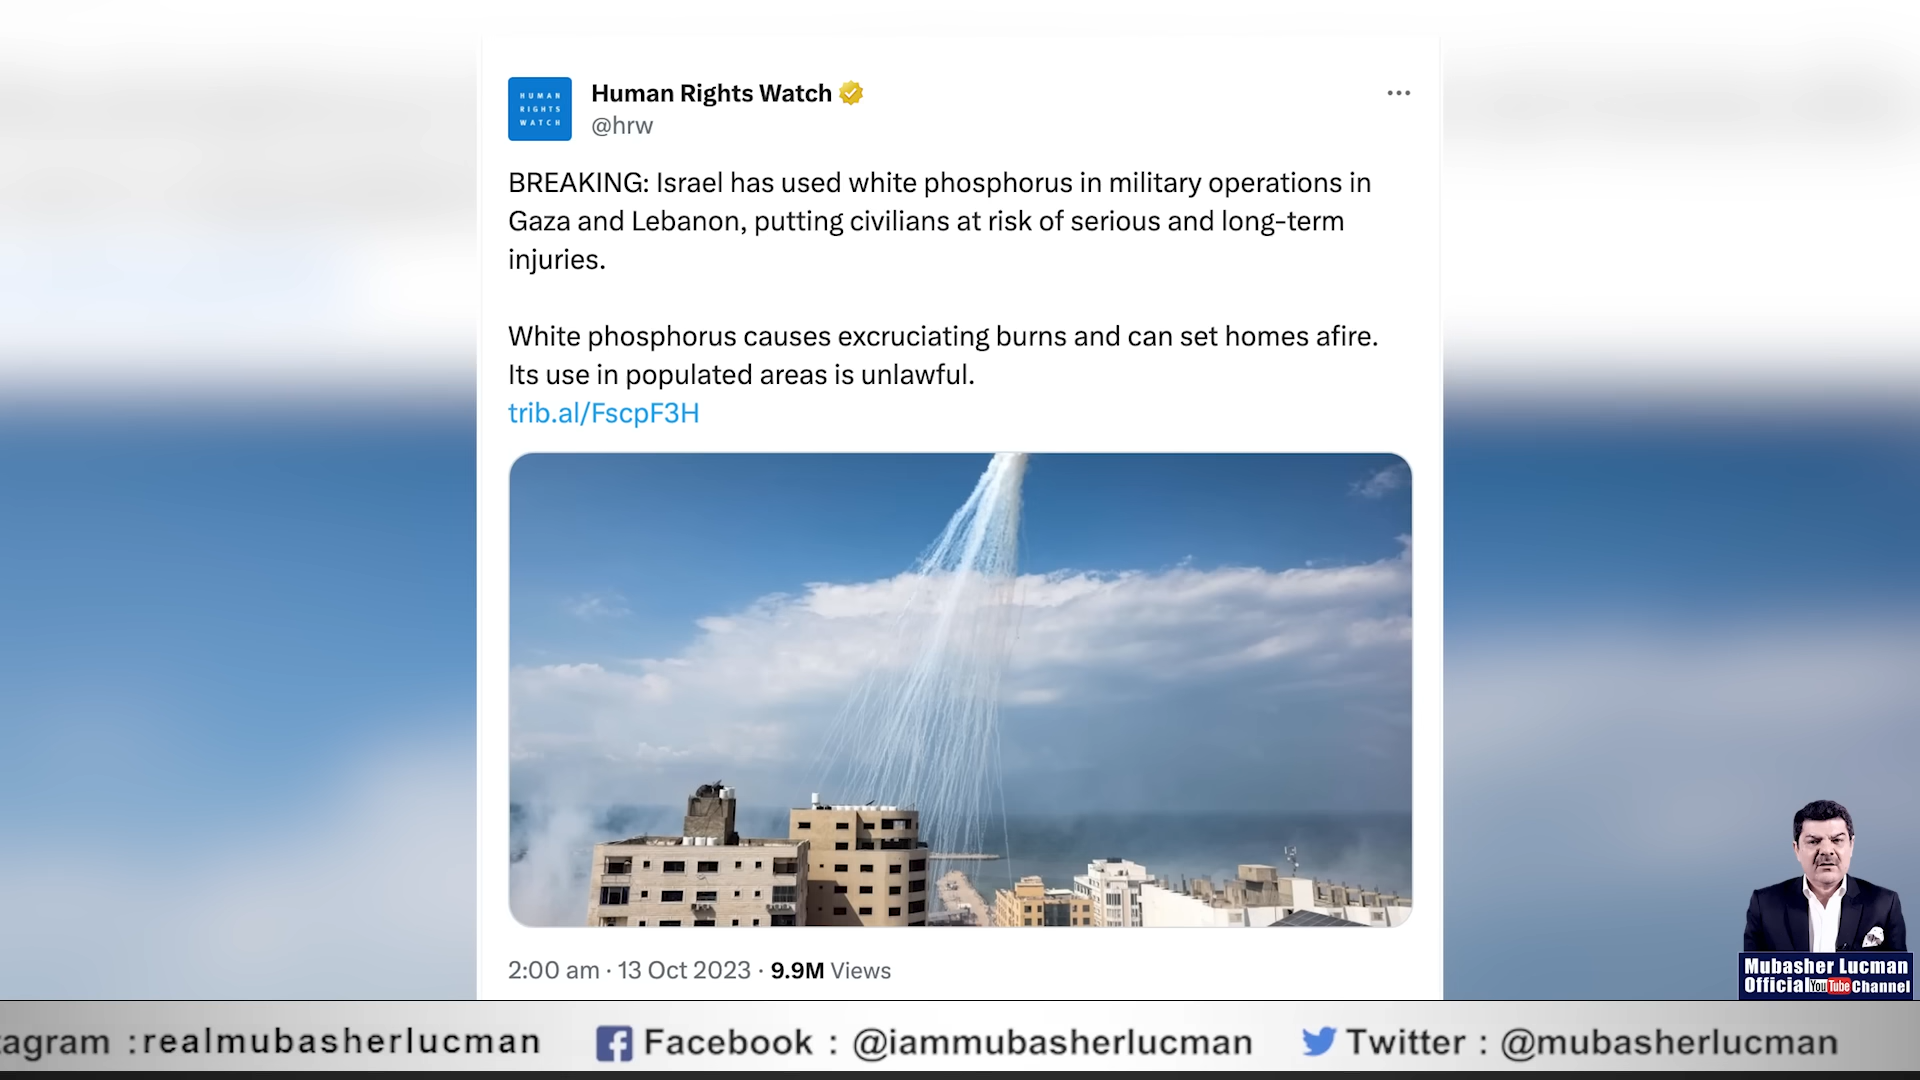 HUMAN
RIGHTS
WATCH
Human Rights Watch
@hrw
BREAKING: Israel has used white phosphorus in military operations in
Gaza and Lebanon, putting civilians at risk of serious and long-term
injuries.
White phosphorus causes excruciating burns and can set homes afire.
Its use in populated areas is unlawful.
trib.al/FscpF3H
2:00 am · 13 Oct 2023 · 9.9M Views
Mubasher Lucman
Official YouTube Channel
tagram :realmubasherlucman Facebook : @iammubasherlucman Twitter : @mubasherlucman